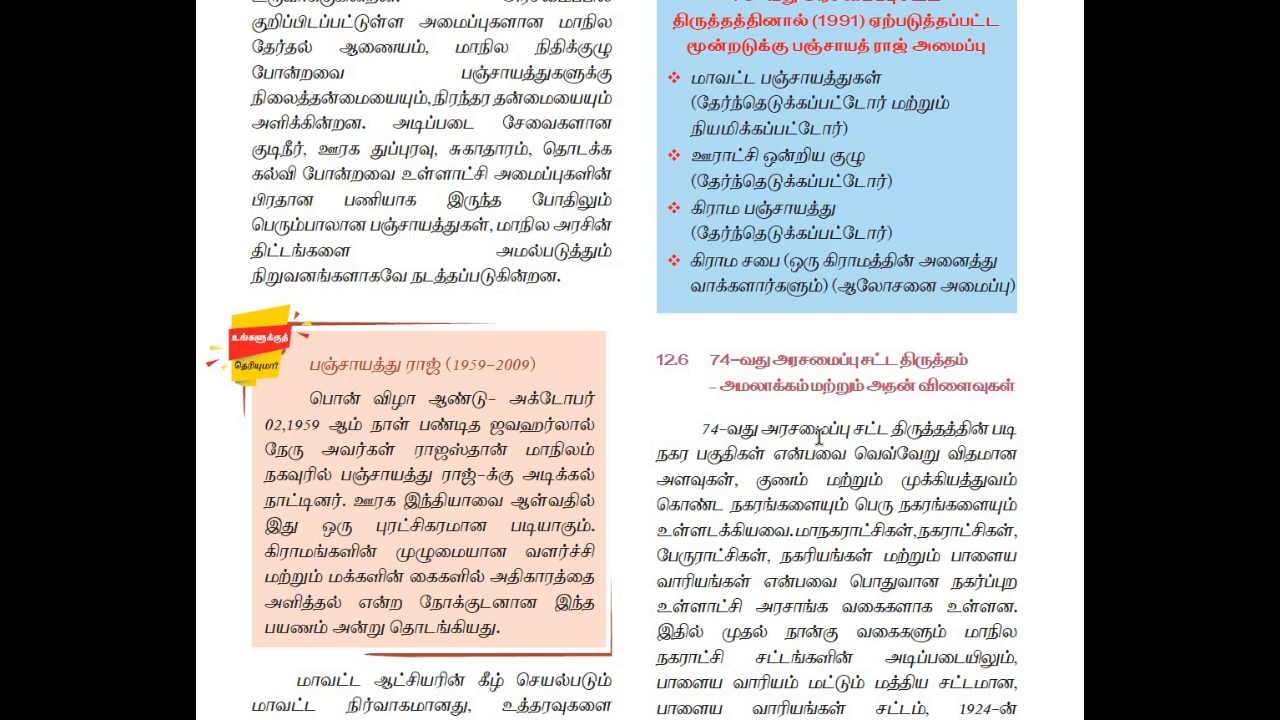 குறிப்பிடப்பட்டுள்ள அமைப்புகளான மாநில
தேர்தல் ஆணையம், மாநில நிதிக்குழு
போன்றவை பஞ்சாயத்துகளுக்கு
நிலைத்தன்மையையும், நிரந்தர தன்மையையும்
அளிக்கின்றன. அடிப்படை சேவைகளான
குடிநீர், ஊரக துப்புரவு, சுகாதாரம், தொடக்க
கல்வி போன்றவை உள்ளாட்சி அமைப்புகளின்
பிரதான பணியாக இருந்த போதிலும்
பெரும்பாலான பஞ்சாயத்துகள், மாநில அரசின்
திட்டங்களை அமல்படுத்தும்
நிறுவனங்களாகவே நடத்தப்படுகின்றன.
உங்களுக்குத்
தெரியுமா?
பஞ்சாயத்து ராஜ் (1959-2009)
பொன் விழா ஆண்டு- அக்டோபர்
02,1959 ஆம் நாள் பண்டித ஜவஹர்லால்
நேரு அவர்கள் ராஜஸ்தான் மாநிலம்
நகவுரில் பஞ்சாயத்து ராஜ்-க்கு அடிக்கல்
நாட்டினர். ஊரக இந்தியாவை ஆள்வதில்
இது ஒரு புரட்சிகரமான படியாகும்.
கிராமங்களின் முழுமையான வளர்ச்சி
மற்றும் மக்களின் கைகளில் அதிகாரத்தை
அளித்தல் என்ற நோக்குடனான இந்த
பயணம் அன்று தொடங்கியது.
மாவட்ட ஆட்சியரின் கீழ் செயல்படும்
மாவட்ட நிர்வாகமானது, உத்தரவுகளை
திருத்தத்தினால் (1991) ஏற்படுத்தப்பட்ட
மூன்றடுக்கு பஞ்சாயத் ராஜ் அமைப்பு
❖ மாவட்ட பஞ்சாயத்துகள்
(தேர்ந்தெடுக்கப்பட்டோர் மற்றும்
நியமிக்கப்பட்டோர்)
❖ ஊராட்சி ஒன்றிய குழு
(தேர்ந்தெடுக்கப்பட்டோர்)
❖ கிராம பஞ்சாயத்து
(தேர்ந்தெடுக்கப்பட்டோர்)
❖ கிராம சபை (ஒரு கிராமத்தின் அனைத்து
வாக்களார்களும்) (ஆலோசனை அமைப்பு)
12.6 74-வது அரசமைப்பு சட்ட திருத்தம்
– அமலாக்கம் மற்றும் அதன் விளைவுகள்
74-வது அரசமைப்பு சட்ட திருத்தத்தின் படி
நகர பகுதிகள் என்பவை வெவ்வேறு விதமான
அளவுகள், குணம் மற்றும் முக்கியத்துவம்
கொண்ட நகரங்களையும் பெரு நகரங்களையும்
உள்ளடக்கியவை. மாநகராட்சிகள், நகராட்சிகள்,
பேருராட்சிகள், நகரியங்கள் மற்றும் பாளைய
வாரியங்கள் என்பவை பொதுவான நகர்ப்புற
உள்ளாட்சி அரசாங்க வகைகளாக உள்ளன.
இதில் முதல் நான்கு வகைகளும் மாநில
நகராட்சி சட்டங்களின் அடிப்படையிலும்,
பாளைய வாரியம் மட்டும் மத்திய சட்டமான,
பாளைய வாரியங்கள் சட்டம், 1924-ன்